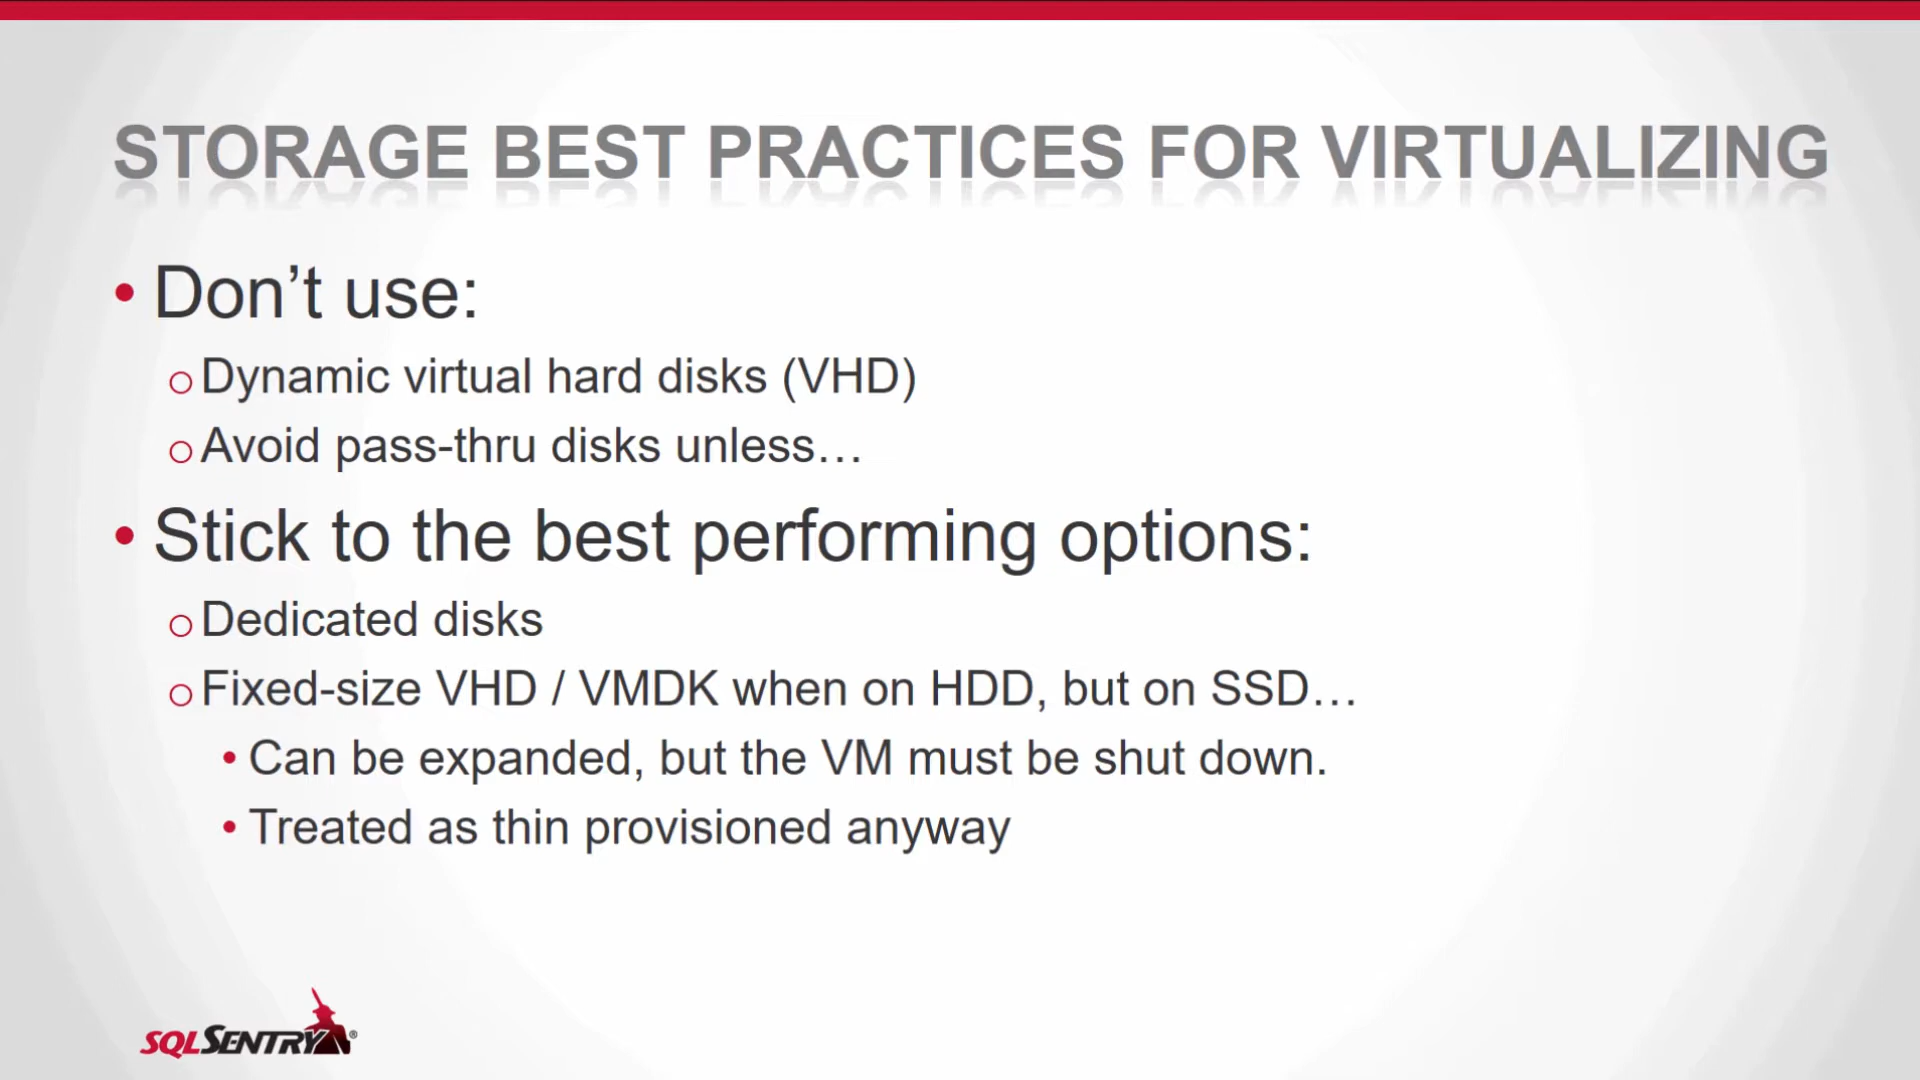 STORAGE BEST PRACTICES FOR VIRTUALIZING
• Don’t use:
o Dynamic virtual hard disks (VHD)
o Avoid pass-thru disks unless…
• Stick to the best performing options:
o Dedicated disks
o Fixed-size VHD / VMDK when on HDD, but on SSD…
• Can be expanded, but the VM must be shut down.
• Treated as thin provisioned anyway
SQL SENTRY®